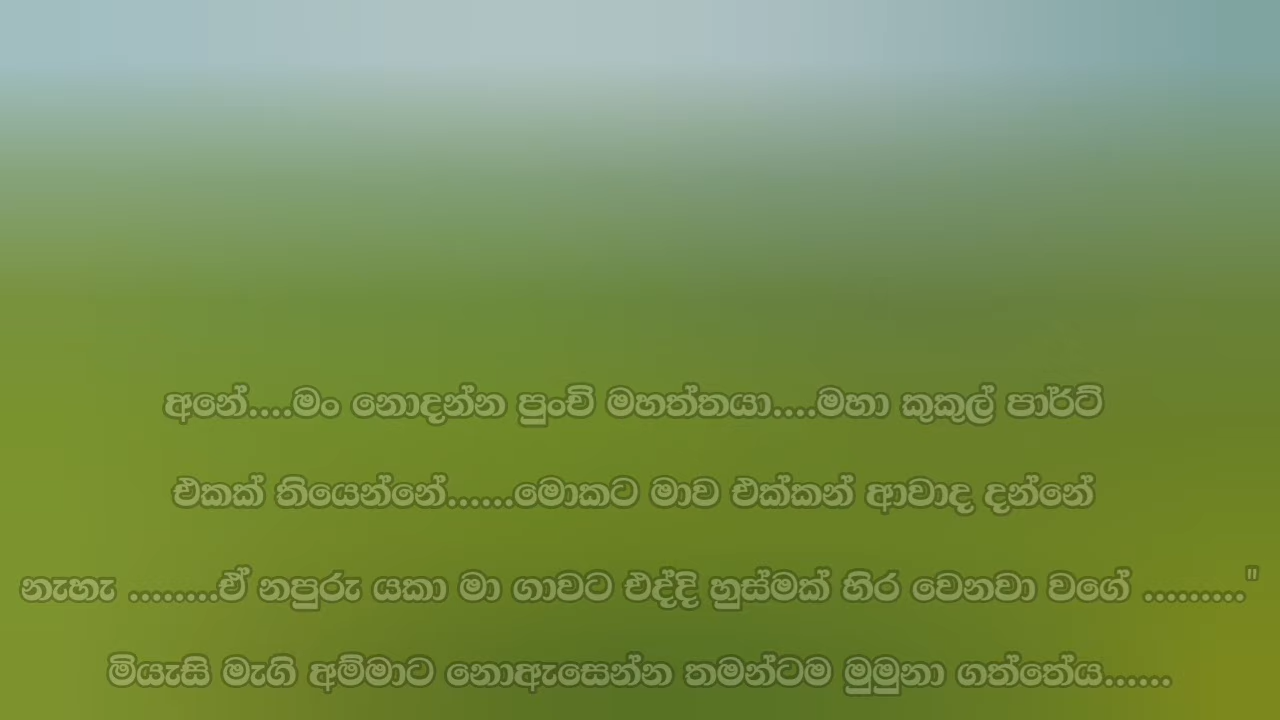 අනේ....මං නොදන්න පුංචි මහත්තයා....මහා කුකුල් පාර්ට්
එකක් තියෙන්නේ......මොකට මාව එක්කන් ආවාද දන්නේ
නැහැ ........ඒ නපුරු යකා මා ගාවට එද්දි හුස්මක් හිර වෙනවා වගේ ........."
මියැසි මැගි අම්මාට නොඇසෙන්න තමන්ටම මුමුනා ගත්තේය......